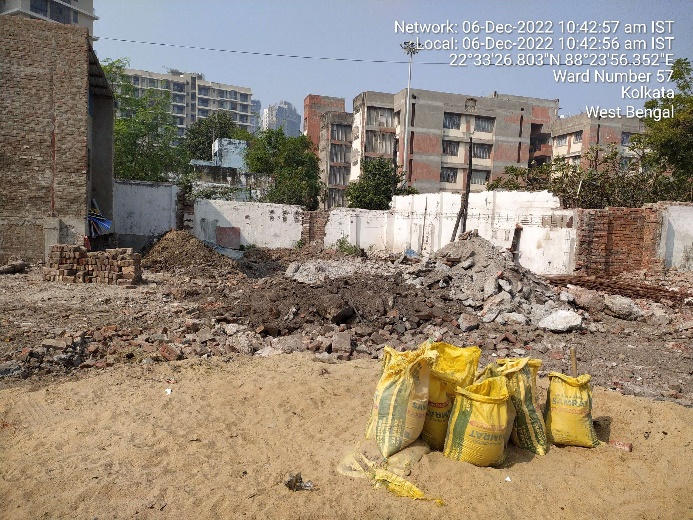 Network: 06-Dec-2022 10:42:57 am IST
Local: 06-Dec-2022 10:42:56 am IST
22°33'26.803"N 88°23'56.352"E
Ward Number 57
Kolkata
West Bengal